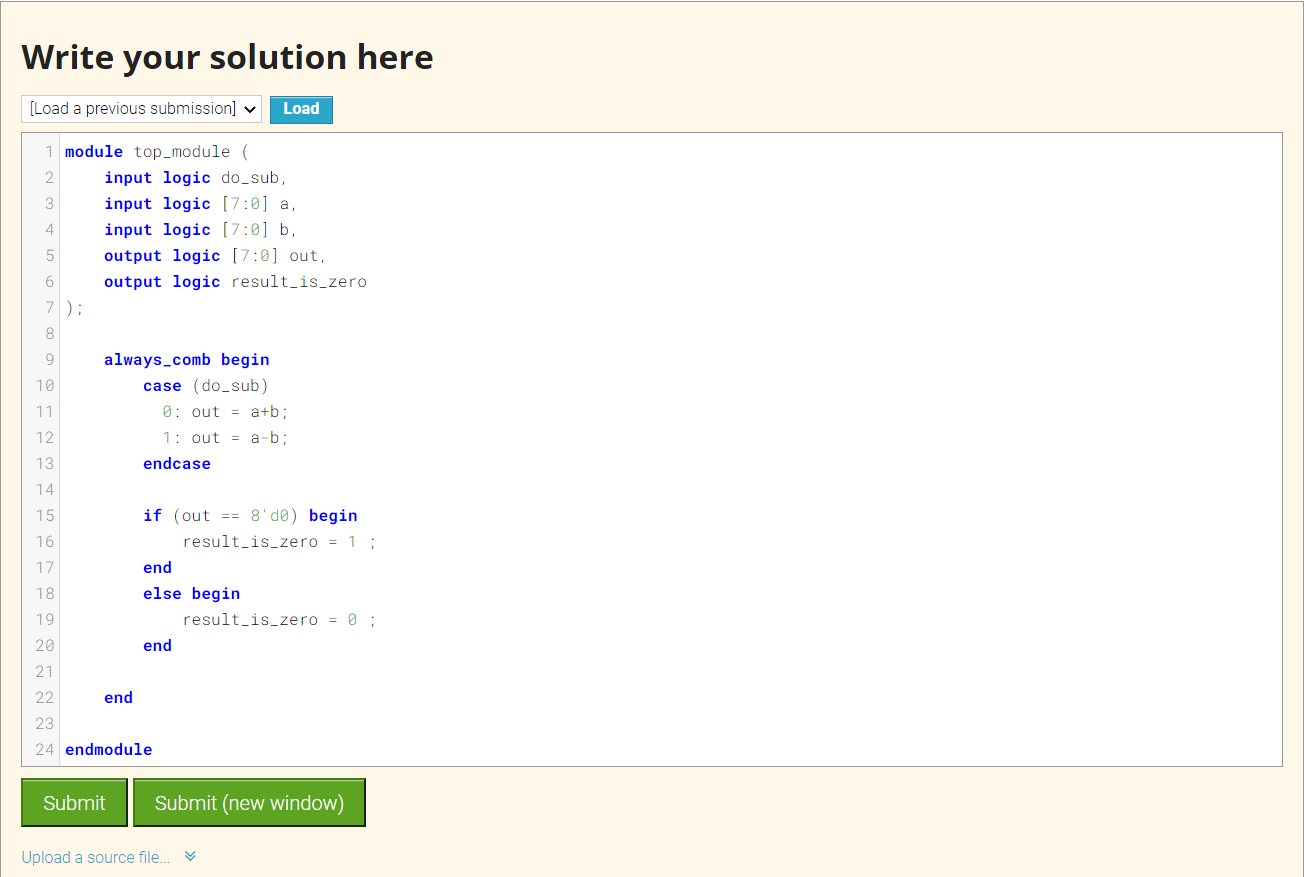 Write your solution here
[Load a previous submission] Load
1 module top_module (
2     input logic do_sub,
3     input logic [7:0] a,
4     input logic [7:0] b,
5     output logic [7:0] out,
6     output logic result_is_zero
7 );
8
9     always_comb begin
10         case (do_sub)
11           0: out = a+b;
12           1: out = a-b;
13         endcase
14
15         if (out == 8'd0) begin
16             result_is_zero = 1 ;
17         end
18         else begin
19             result_is_zero = 0 ;
20         end
21
22     end
23
24 endmodule
Submit Submit (new window)
Upload a source file...